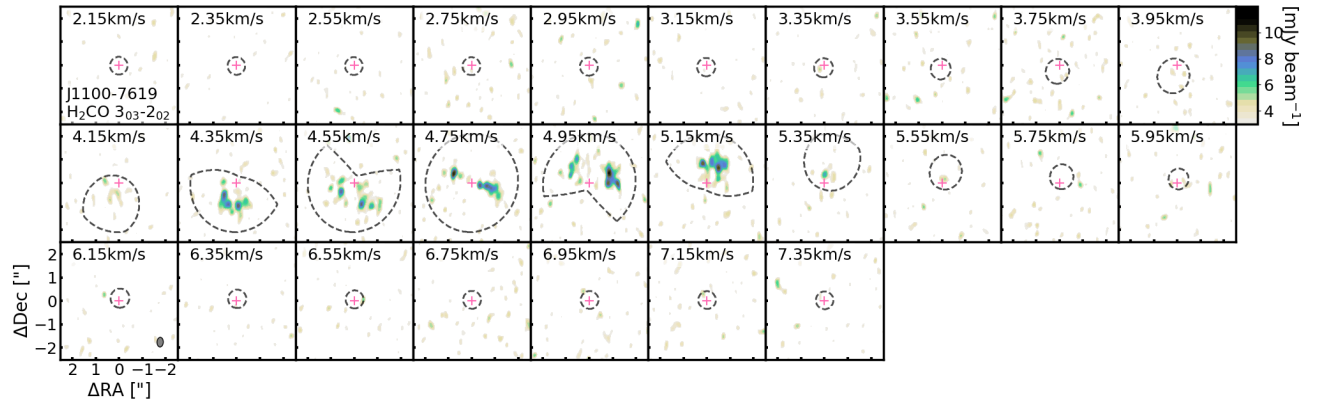 2.15km/s 2.35km/s 2.55km/s 2.75km/s 2.95km/s 3.15km/s 3.35km/s 3.55km/s 3.75km/s 3.95km/s
J1100-7619
H₂CO 3₀₃-2₀₂
10
8
6
4
[mJy beam⁻¹]
4.15km/s 4.35km/s 4.55km/s 4.75km/s 4.95km/s 5.15km/s 5.35km/s 5.55km/s 5.75km/s 5.95km/s
6.15km/s 6.35km/s 6.55km/s 6.75km/s 6.95km/s 7.15km/s 7.35km/s
2
1
0
−1
−2
ΔDec ["]
2 1 0 −1 −2
ΔRA ["]